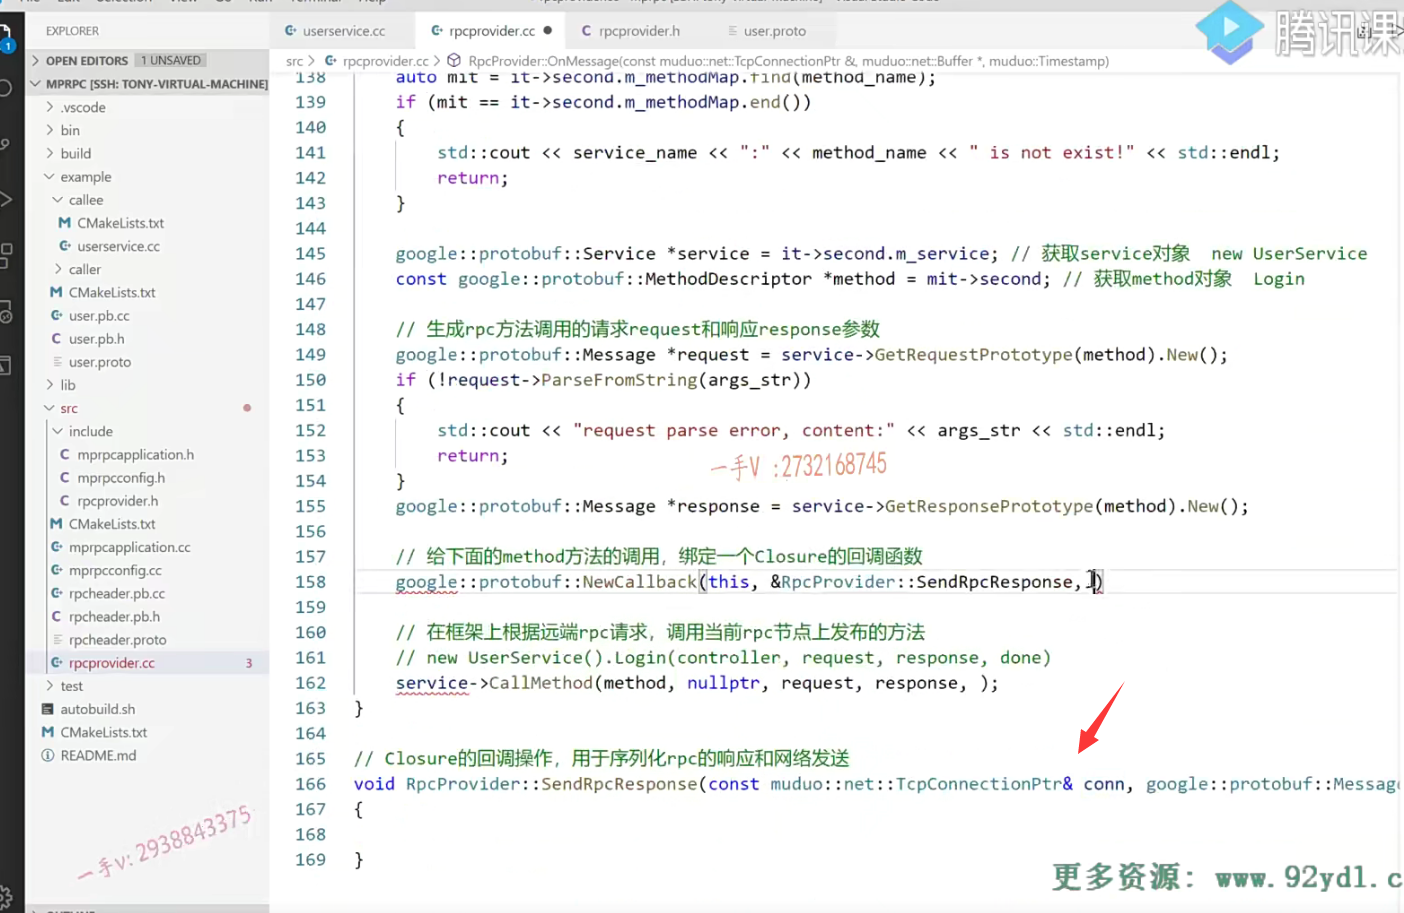 EXPLORER
userservice.cc
rpcprovider.cc
rpcprovider.h
user.proto
腾讯课
OPEN EDITORS 1 UNSAVED
src > rpcprovider.cc > RpcProvider::OnMessage(const muduo::net::TcpConnectionPtr &, muduo::net::Buffer *, muduo::Timestamp)
MPRPC [SSH: TONY-VIRTUAL-MACHINE]
.vscode
bin
build
example
callee
CMakeLists.txt
userservice.cc
caller
CMakeLists.txt
user.pb.cc
user.pb.h
user.proto
lib
src
include
mprpcapplication.h
mprpcconfig.h
rpcprovider.h
CMakeLists.txt
mprpcapplication.cc
mprpcconfig.cc
rpcheader.pb.cc
rpcheader.pb.h
rpcheader.proto
rpcprovider.cc 3
test
autobuild.sh
CMakeLists.txt
README.md
138 auto mit = it->second.m_methodMap.find(method_name);
139 if (mit == it->second.m_methodMap.end())
140 {
141 std::cout << service_name << ":" << method_name << " is not exist!" << std::endl;
142 return;
143 }
144
145 google::protobuf::Service *service = it->second.m_service; // 获取service对象  new UserService
146 const google::protobuf::MethodDescriptor *method = mit->second; // 获取method对象  Login
147
148 // 生成rpc方法调用的请求request和响应response参数
149 google::protobuf::Message *request = service->GetRequestPrototype(method).New();
150 if (!request->ParseFromString(args_str))
151 {
152 std::cout << "request parse error, content:" << args_str << std::endl;
153 return;
一手V :2732168745
154 }
155 google::protobuf::Message *response = service->GetResponsePrototype(method).New();
156
157 // 给下面的method方法的调用，绑定一个Closure的回调函数
158 google::protobuf::NewCallback(this, &RpcProvider::SendRpcResponse, )
159
160 // 在框架上根据远端rpc请求，调用当前rpc节点上发布的方法
161 // new UserService().Login(controller, request, response, done)
162 service->CallMethod(method, nullptr, request, response, );
163 }
164
165 // Closure的回调操作，用于序列化rpc的响应和网络发送
166 void RpcProvider::SendRpcResponse(const muduo::net::TcpConnectionPtr& conn, google::protobuf::Message
167 {
168
169 }
一手V: 2938843375
更多资源: www.92ydl.c